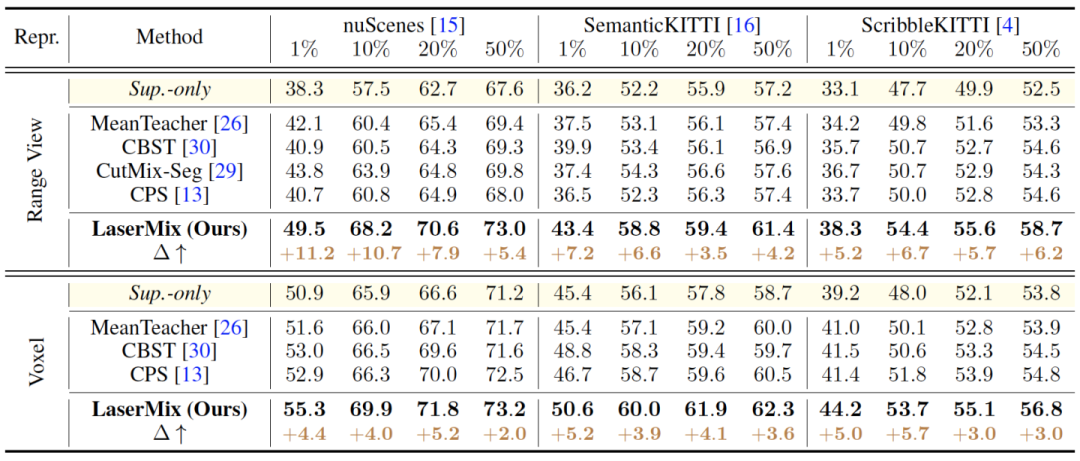 Repr. Method nuScenes [15] SemanticKITTI [16] ScribbleKITTI [4]
1% 10% 20% 50% 1% 10% 20% 50% 1% 10% 20% 50%
Range View
Sup.-only 38.3 57.5 62.7 67.6 36.2 52.2 55.9 57.2 33.1 47.7 49.9 52.5
MeanTeacher [26] 42.1 60.4 65.4 69.4 37.5 53.1 56.1 57.4 34.2 49.8 51.6 53.3
CBST [30] 40.9 60.5 64.3 69.3 39.9 53.4 56.1 56.9 35.7 50.7 52.7 54.6
CutMix-Seg [29] 43.8 63.9 64.8 69.8 37.4 54.3 56.6 57.6 36.7 50.7 52.9 54.3
CPS [13] 40.7 60.8 64.9 68.0 36.5 52.3 56.3 57.4 33.7 50.0 52.8 54.6
LaserMix (Ours) 49.5 68.2 70.6 73.0 43.4 58.8 59.4 61.4 38.3 54.4 55.6 58.7
Δ ↑ +11.2 +10.7 +7.9 +5.4 +7.2 +6.6 +3.5 +4.2 +5.2 +6.7 +5.7 +6.2
Voxel
Sup.-only 50.9 65.9 66.6 71.2 45.4 56.1 57.8 58.7 39.2 48.0 52.1 53.8
MeanTeacher [26] 51.6 66.0 67.1 71.7 45.4 57.1 59.2 60.0 41.0 50.1 52.8 53.9
CBST [30] 53.0 66.5 69.6 71.6 48.8 58.3 59.4 59.7 41.5 50.6 53.3 54.5
CPS [13] 52.9 66.3 70.0 72.5 46.7 58.7 59.6 60.5 41.4 51.8 53.9 54.8
LaserMix (Ours) 55.3 69.9 71.8 73.2 50.6 60.0 61.9 62.3 44.2 53.7 55.1 56.8
Δ ↑ +4.4 +4.0 +5.2 +2.0 +5.2 +3.9 +4.1 +3.6 +5.0 +5.7 +3.0 +3.0